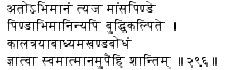 अतोऽभिमानं त्यज मांसपिण्डे
पिण्डाभिमानिन्यपि बुद्धिकल्पिते ।
कालत्रयाबाध्यमखण्डबोधं
ज्ञात्वा स्वमात्मानमुपैहि शान्तिम् ॥ २९६॥